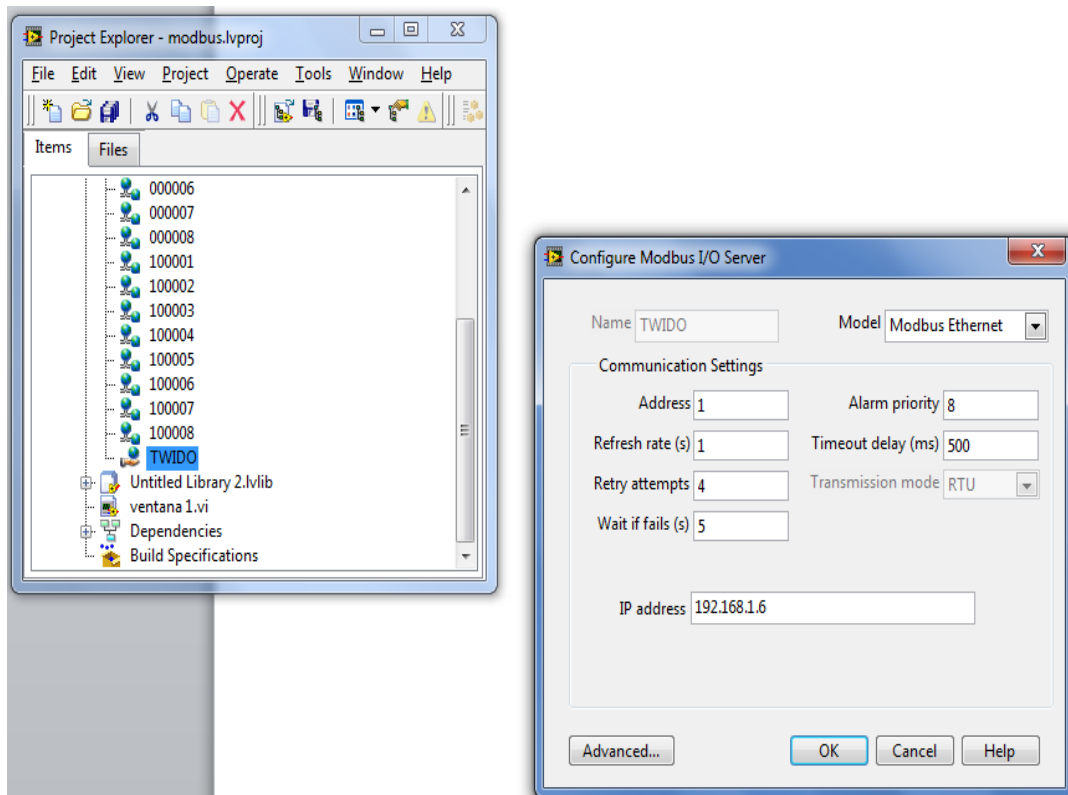 Project Explorer - modbus.lvproj
File Edit View Project Operate Tools Window Help
Items Files
000006
000007
000008
100001
100002
100003
100004
100005
100006
100007
100008
TWIDO
Untitled Library 2.lvlib
ventana 1.vi
Dependencies
Build Specifications
Configure Modbus I/O Server
Name TWIDO Model Modbus Ethernet
Communication Settings
Address 1 Alarm priority 8
Refresh rate (s) 1 Timeout delay (ms) 500
Retry attempts 4 Transmission mode RTU
Wait if fails (s) 5
IP address 192.168.1.6
Advanced... OK Cancel Help